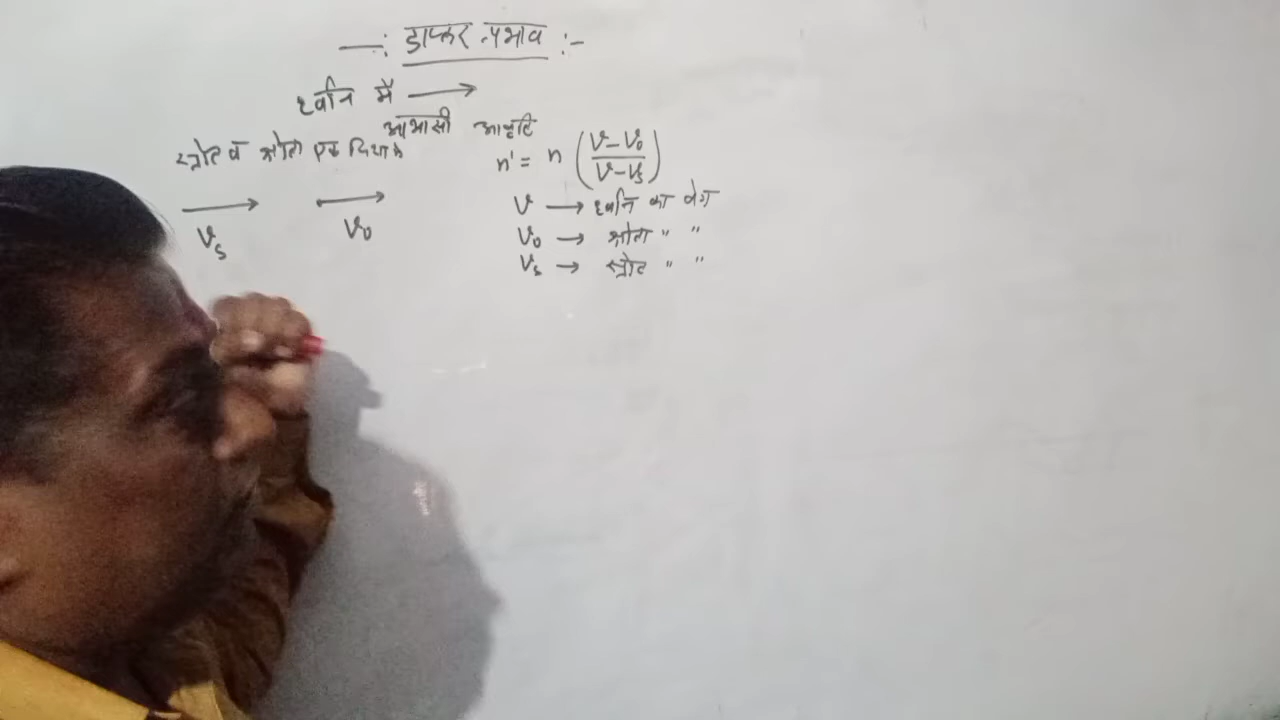 —: डाप्लर प्रभाव :-
ध्वनि में ⟶
आभासी आवृति
स्त्रोत व श्रोता एक दिशा में
n' = n ( (V – V₀) / (V – Vₛ) )
Vₛ V₀
V ⟶ ध्वनि का वेग
V₀ → श्रोता " "
Vₛ → स्त्रोत " "